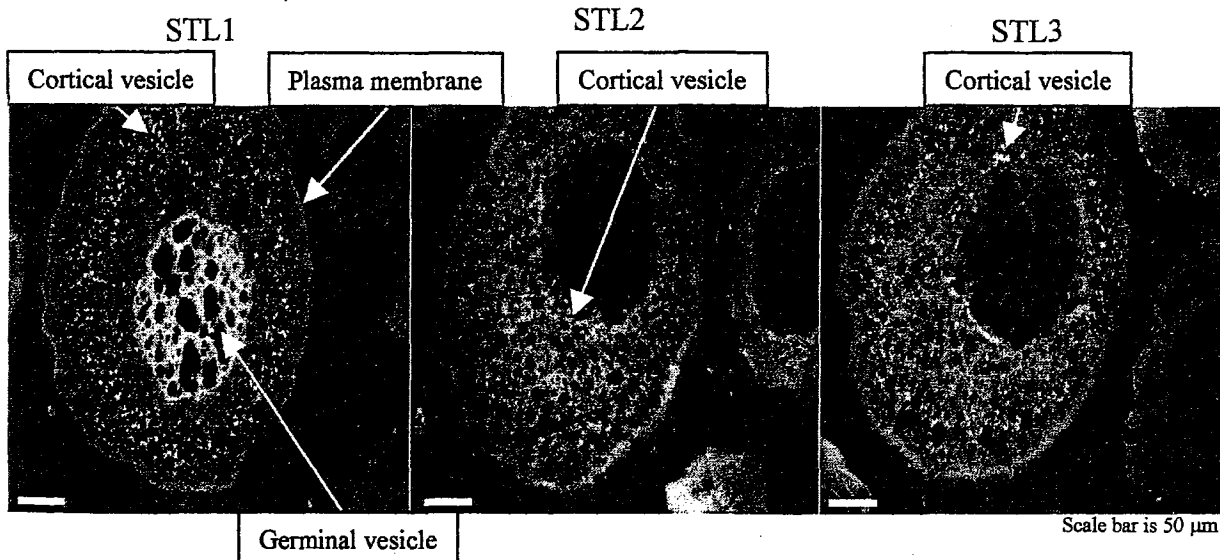 STL1
STL2
STL3
Cortical vesicle
Plasma membrane
Cortical vesicle
Cortical vesicle
Germinal vesicle
Scale bar is 50 µm